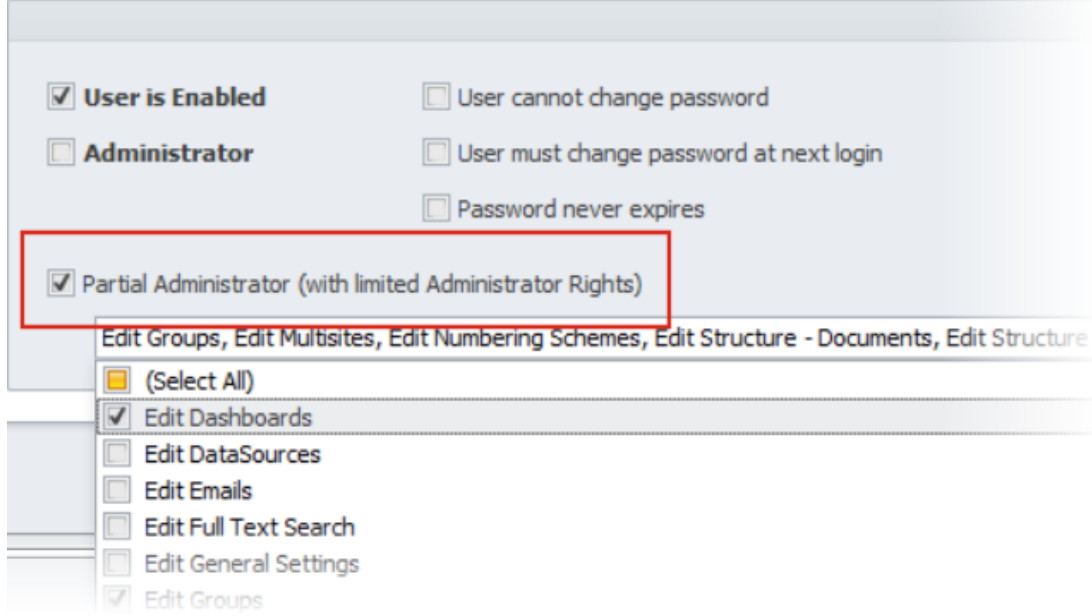 User is Enabled
User cannot change password
Administrator
User must change password at next login
Password never expires
Partial Administrator (with limited Administrator Rights)
Edit Groups, Edit Multisites, Edit Numbering Schemes, Edit Structure - Documents, Edit Structure
(Select All)
Edit Dashboards
Edit DataSources
Edit Emails
Edit Full Text Search
Edit General Settings
Edit Groups